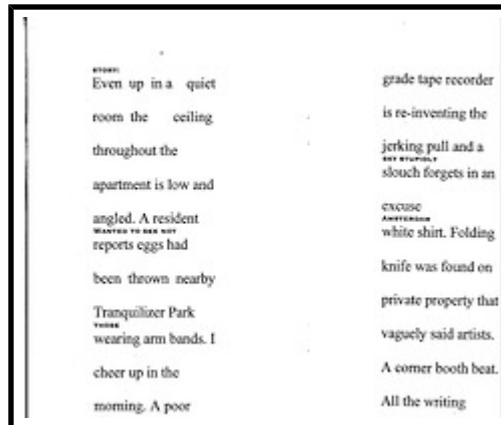 STORY:
Even up in a quiet
room the ceiling
throughout the
apartment is low and
angled. A resident
WANTED TO SEE NOT
reports eggs had
been thrown nearby
Tranquilizer Park
THOSE
wearing arm bands. I
cheer up in the
morning. A poor
grade tape recorder
is re-inventing the
jerking pull and a
SKY STUPIDLY
slouch forgets in an
excuse
AMSTERDAM
white shirt. Folding
knife was found on
private property that
vaguely said artists.
A corner booth beat.
All the writing